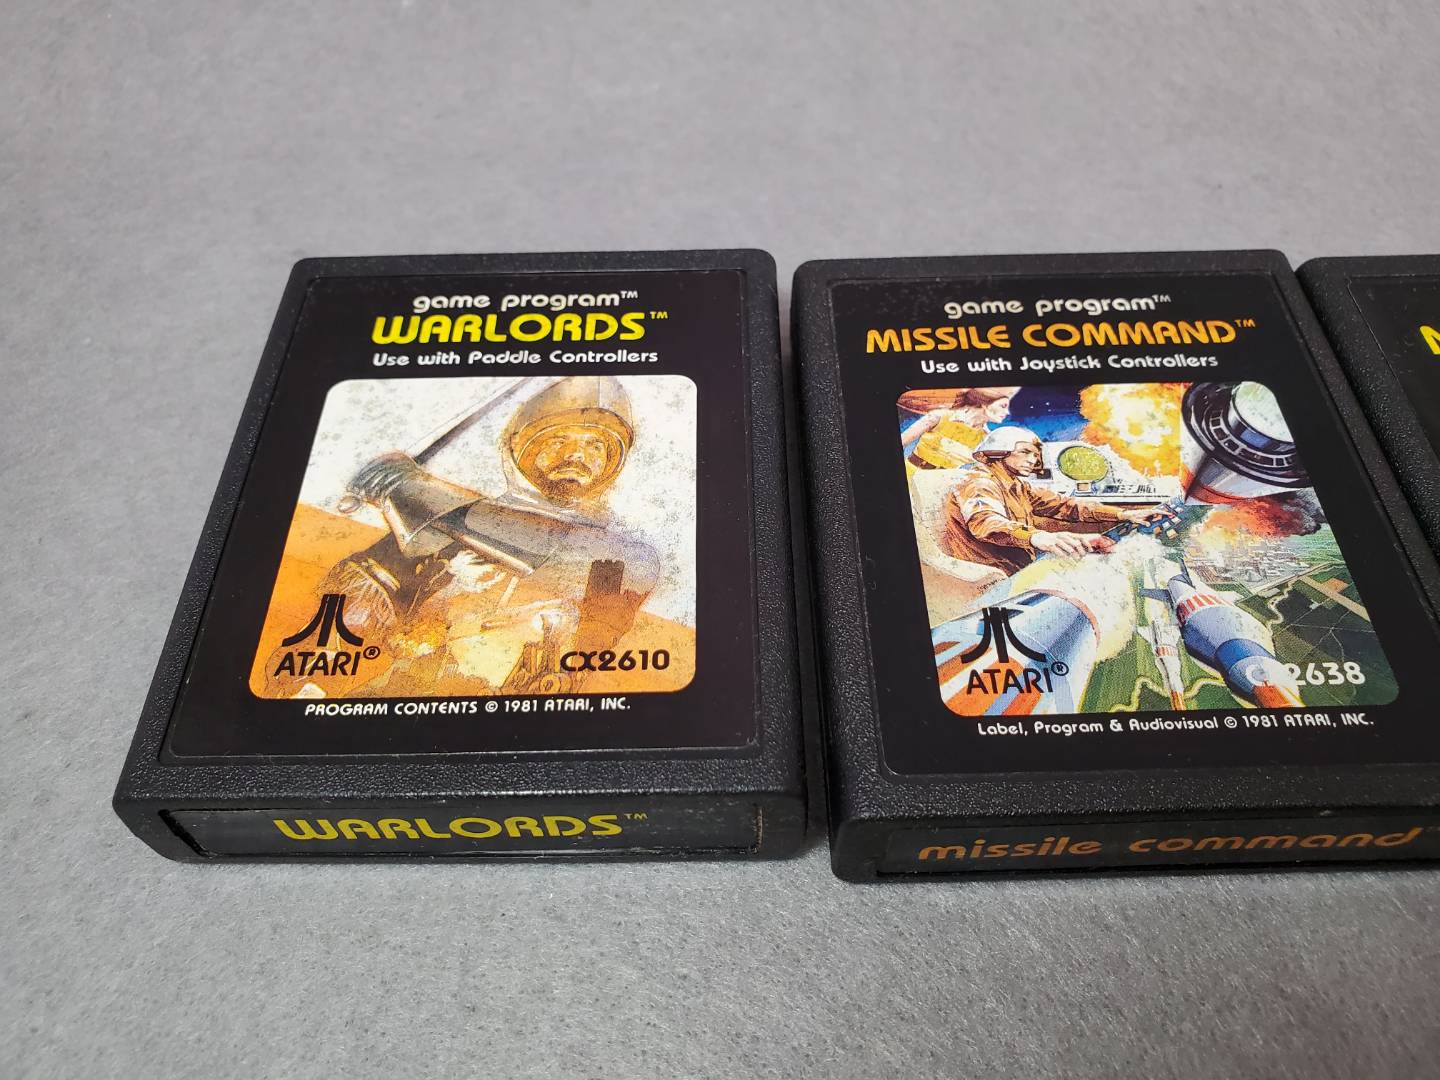 game program™
WARLORDS™
Use with Paddle Controllers
ATARI®
CX2610
PROGRAM CONTENTS © 1981 ATARI, INC.
WARLORDS™
game program™
MISSILE COMMAND™
Use with Joystick Controllers
ATARI®
CX2638
Label, Program & Audiovisual © 1981 ATARI, INC.
missile command™